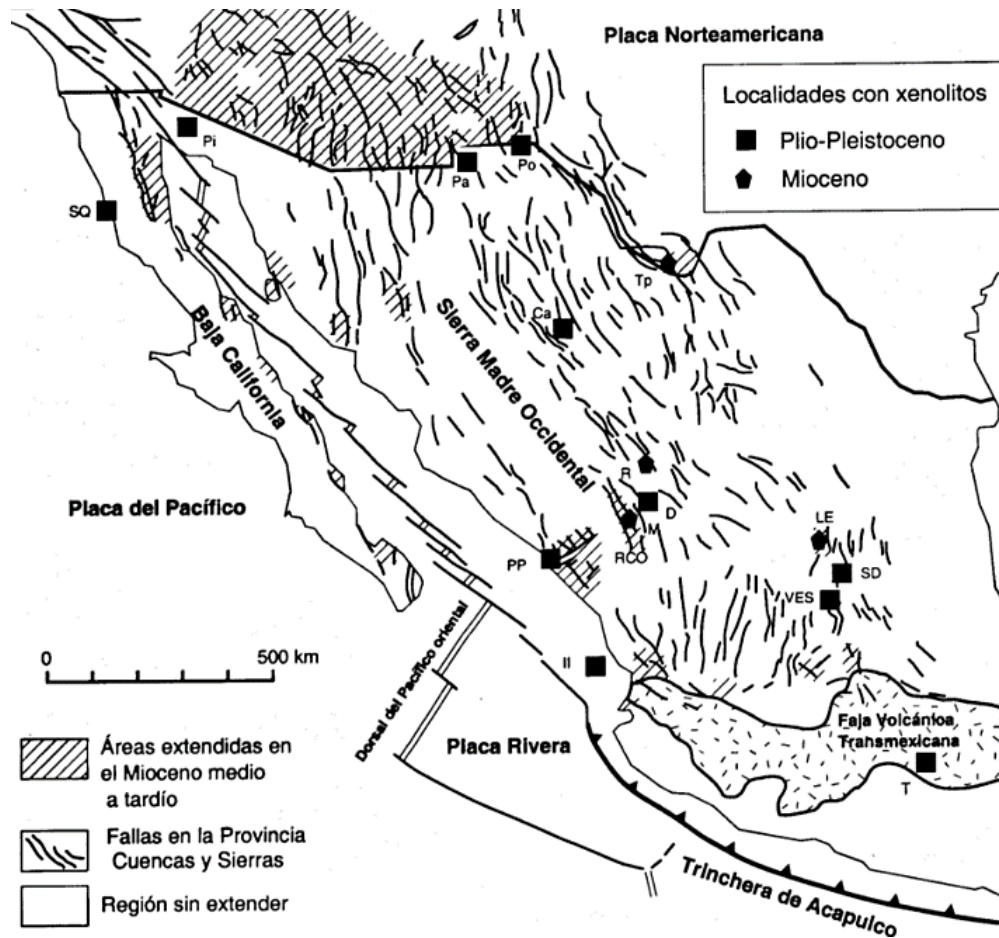 Placa Norteamericana
Localidades con xenolitos
Plio-Pleistoceno
Mioceno
Pi
Po
Pa
SQ
Tp
Ca
Baja California
Sierra Madre Occidental
Placa del Pacífico
R
D
M
RCO
PP
LE
SD
VES
0
500 km
II
Dorsal del Pacífico oriental
Placa Rivera
Faja Volcánica
Transmexicana
T
Trinchera de Acapulco
Áreas extendidas en
el Mioceno medio
a tardío
Fallas en la Provincia
Cuencas y Sierras
Región sin extender